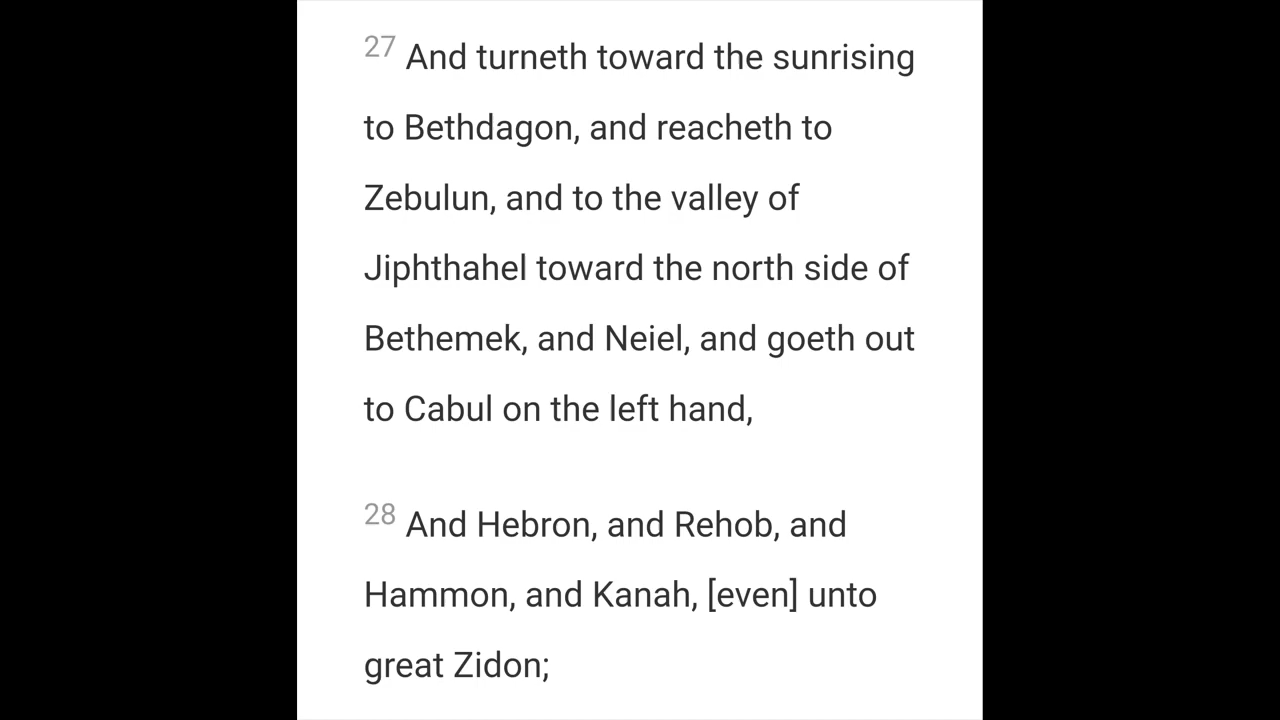 27 And turneth toward the sunrising
to Bethdagon, and reacheth to
Zebulun, and to the valley of
Jiphthahel toward the north side of
Bethemek, and Neiel, and goeth out
to Cabul on the left hand,
28 And Hebron, and Rehob, and
Hammon, and Kanah, [even] unto
great Zidon;